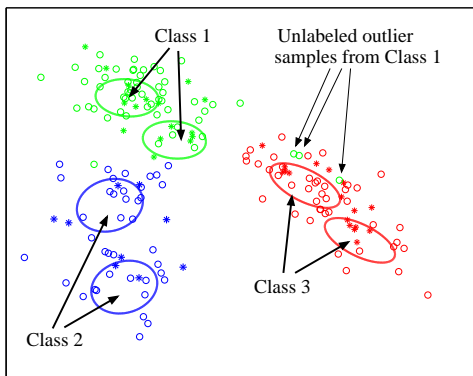 Class 1
Unlabeled outlier
samples from Class 1
Class 3
Class 2